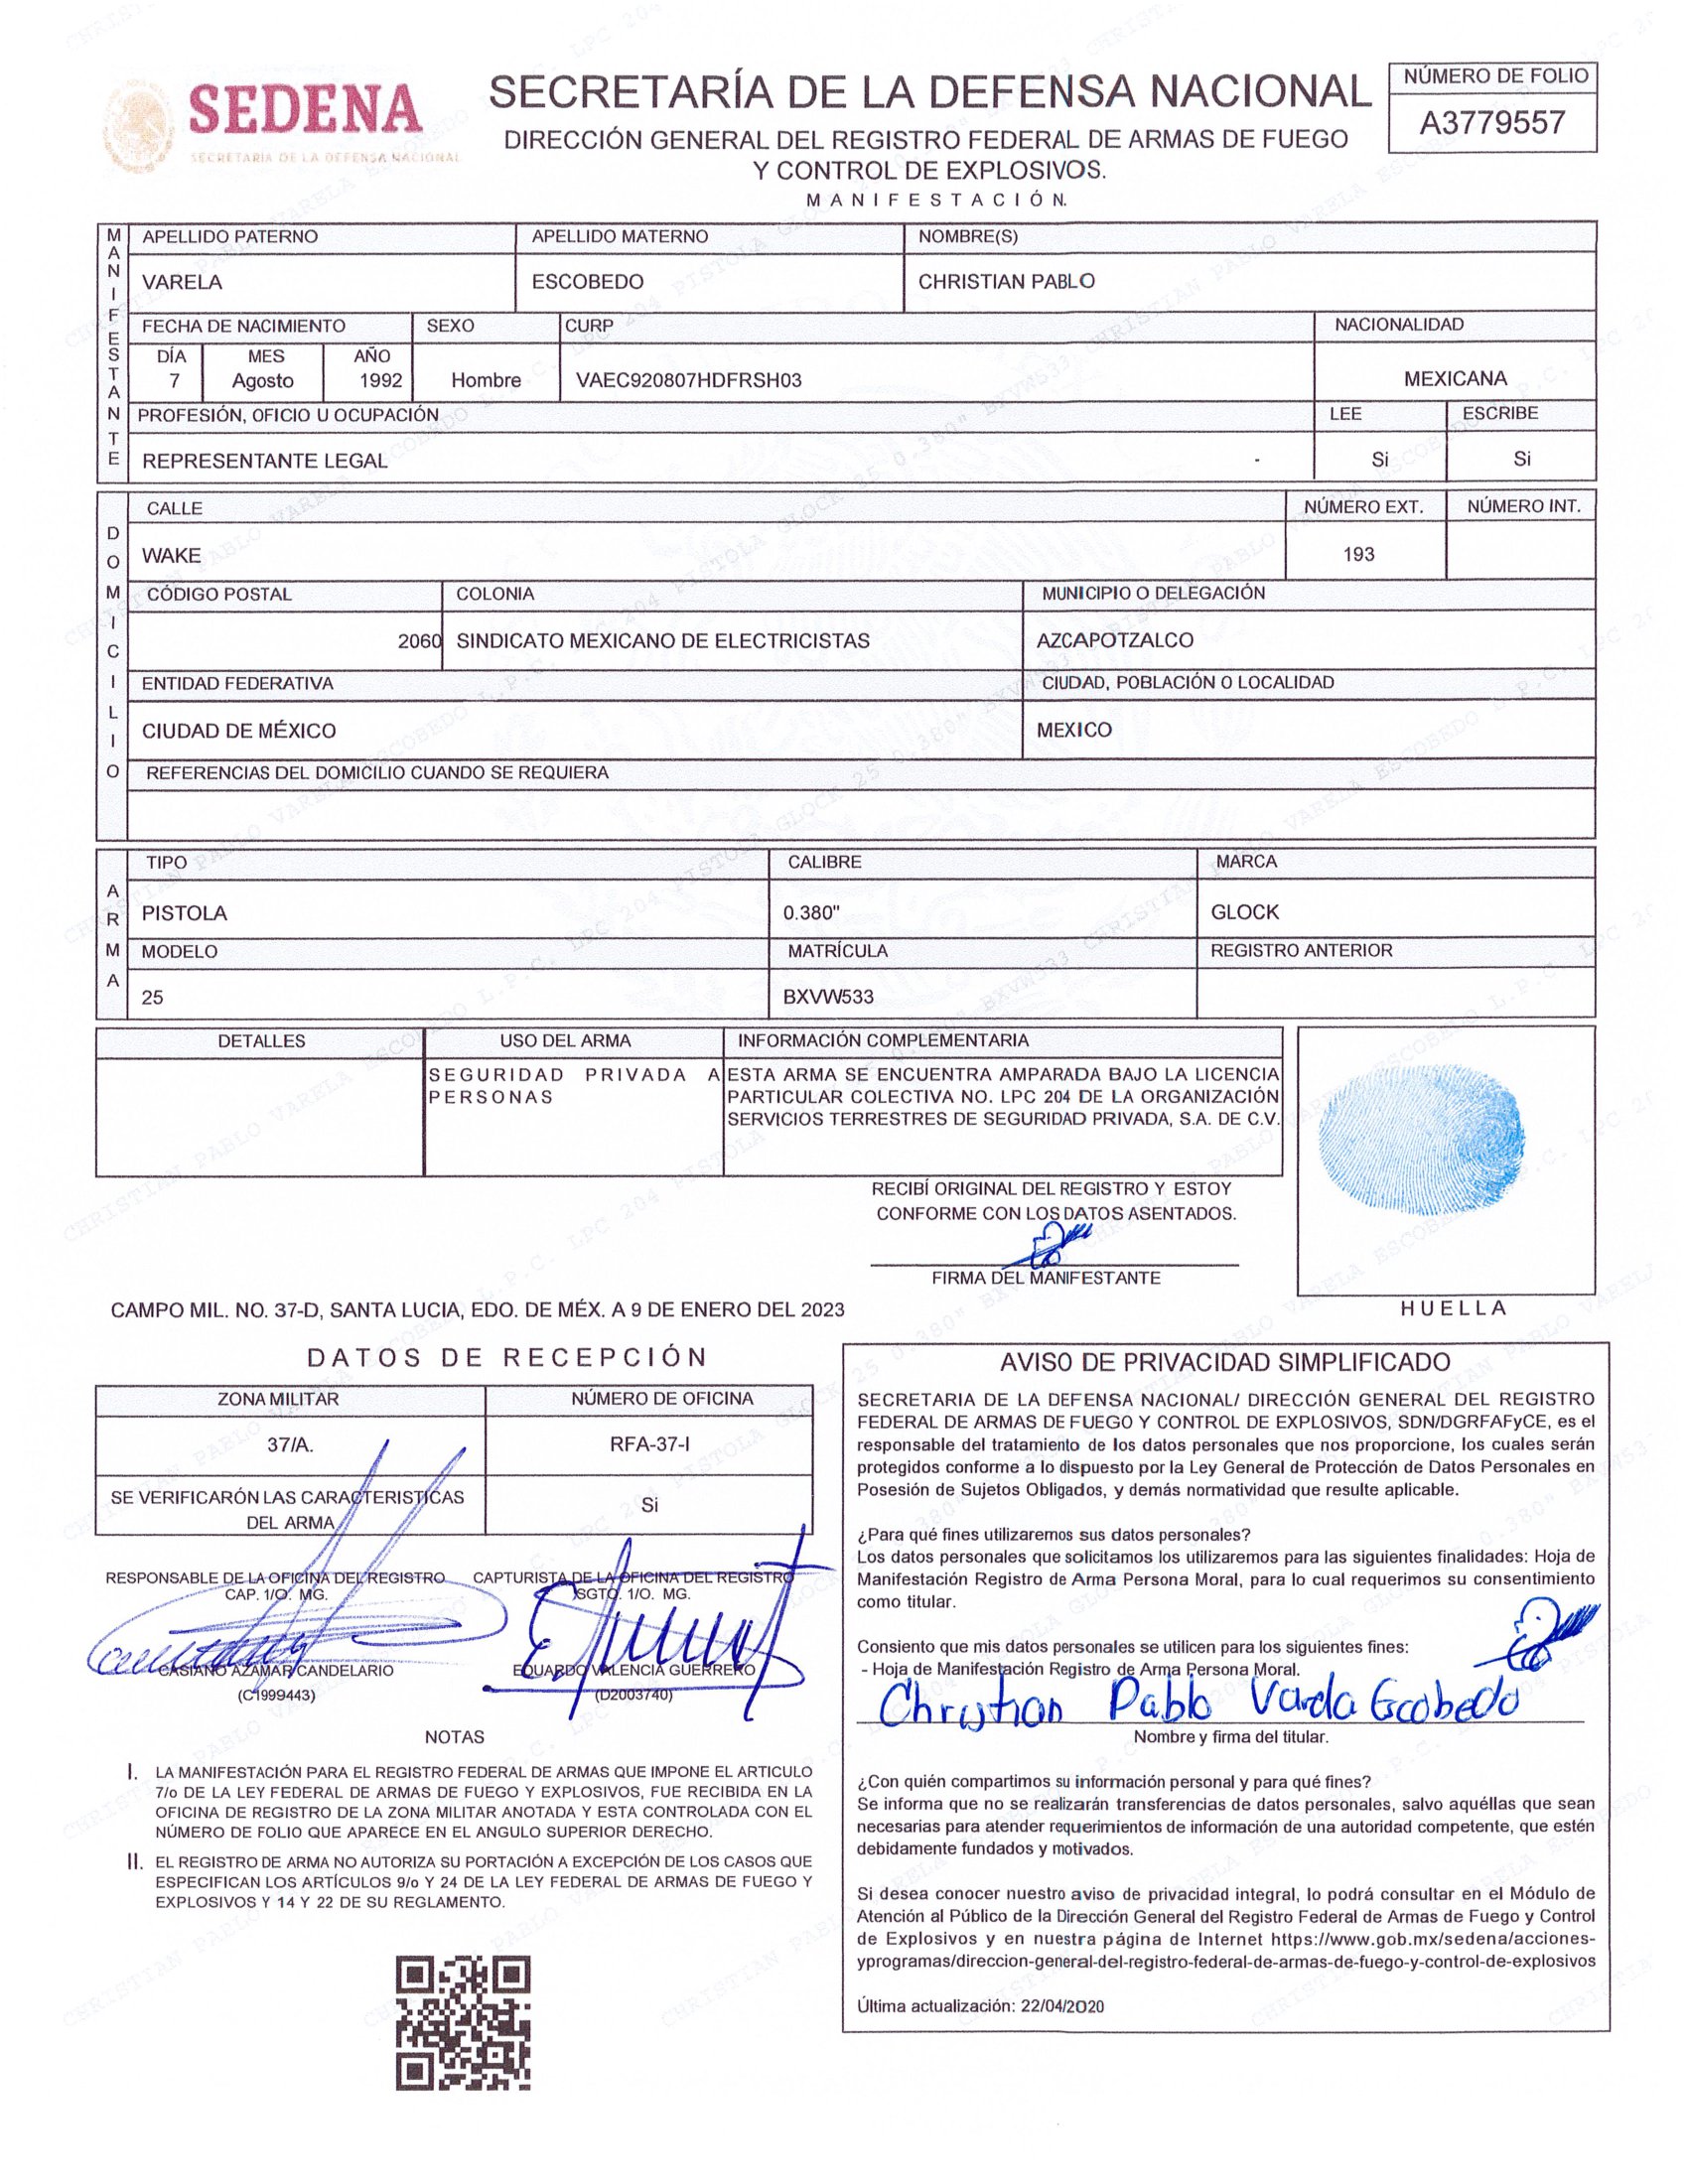 SEDENA
SECRETARÍA DE LA DEFENSA NACIONAL
SECRETARÍA DE LA DEFENSA NACIONAL
DIRECCIÓN GENERAL DEL REGISTRO FEDERAL DE ARMAS DE FUEGO
Y CONTROL DE EXPLOSIVOS.
MANIFESTACIÓN.
NÚMERO DE FOLIO
A3779557
MANIFESTANTE
APELLIDO PATERNO APELLIDO MATERNO NOMBRE(S)
VARELA ESCOBEDO CHRISTIAN PABLO
FECHA DE NACIMIENTO SEXO CURP NACIONALIDAD
DÍA MES AÑO
7 Agosto 1992 Hombre VAEC920807HDFRSH03 MEXICANA
PROFESIÓN, OFICIO U OCUPACIÓN LEE ESCRIBE
REPRESENTANTE LEGAL - Si Si
DOMICILIO
CALLE NÚMERO EXT. NÚMERO INT.
WAKE 193
CÓDIGO POSTAL COLONIA MUNICIPIO O DELEGACIÓN
2060 SINDICATO MEXICANO DE ELECTRICISTAS AZCAPOTZALCO
ENTIDAD FEDERATIVA CIUDAD, POBLACIÓN O LOCALIDAD
CIUDAD DE MÉXICO MEXICO
REFERENCIAS DEL DOMICILIO CUANDO SE REQUIERA
ARMA
TIPO CALIBRE MARCA
PISTOLA 0.380" GLOCK
MODELO MATRÍCULA REGISTRO ANTERIOR
25 BXVW533
DETALLES USO DEL ARMA INFORMACIÓN COMPLEMENTARIA
SEGURIDAD PRIVADA A
PERSONAS
ESTA ARMA SE ENCUENTRA AMPARADA BAJO LA LICENCIA
PARTICULAR COLECTIVA NO. LPC 204 DE LA ORGANIZACIÓN
SERVICIOS TERRESTRES DE SEGURIDAD PRIVADA, S.A. DE C.V.
RECIBÍ ORIGINAL DEL REGISTRO Y ESTOY
CONFORME CON LOS DATOS ASENTADOS.
FIRMA DEL MANIFESTANTE
HUELLA
CAMPO MIL. NO. 37-D, SANTA LUCIA, EDO. DE MÉX. A 9 DE ENERO DEL 2023
DATOS DE RECEPCIÓN
ZONA MILITAR NÚMERO DE OFICINA
37/A. RFA-37-I
SE VERIFICARÓN LAS CARACTERISTICAS
DEL ARMA
Si
RESPONSABLE DE LA OFICINA DEL REGISTRO
CAP. 1/O. MG.
CASIANO AZAMAR CANDELARIO
(C1999443)
CAPTURISTA DE LA OFICINA DEL REGISTRO
SGTO. 1/O. MG.
EDUARDO VALENCIA GUERRERO
(D2003740)
NOTAS
I. LA MANIFESTACIÓN PARA EL REGISTRO FEDERAL DE ARMAS QUE IMPONE EL ARTICULO
7/o DE LA LEY FEDERAL DE ARMAS DE FUEGO Y EXPLOSIVOS, FUE RECIBIDA EN LA
OFICINA DE REGISTRO DE LA ZONA MILITAR ANOTADA Y ESTA CONTROLADA CON EL
NÚMERO DE FOLIO QUE APARECE EN EL ANGULO SUPERIOR DERECHO.
II. EL REGISTRO DE ARMA NO AUTORIZA SU PORTACIÓN A EXCEPCIÓN DE LOS CASOS QUE
ESPECIFICAN LOS ARTÍCULOS 9/o Y 24 DE LA LEY FEDERAL DE ARMAS DE FUEGO Y
EXPLOSIVOS Y 14 Y 22 DE SU REGLAMENTO.
AVISO DE PRIVACIDAD SIMPLIFICADO
SECRETARIA DE LA DEFENSA NACIONAL/ DIRECCIÓN GENERAL DEL REGISTRO
FEDERAL DE ARMAS DE FUEGO Y CONTROL DE EXPLOSIVOS, SDN/DGRFAFyCE, es el
responsable del tratamiento de los datos personales que nos proporcione, los cuales serán
protegidos conforme a lo dispuesto por la Ley General de Protección de Datos Personales en
Posesión de Sujetos Obligados, y demás normatividad que resulte aplicable.
¿Para qué fines utilizaremos sus datos personales?
Los datos personales que solicitamos los utilizaremos para las siguientes finalidades: Hoja de
Manifestación Registro de Arma Persona Moral, para lo cual requerimos su consentimiento
como titular.
Consiento que mis datos personales se utilicen para los siguientes fines:
- Hoja de Manifestación Registro de Arma Persona Moral.
Christian Pablo Varela Escobedo
Nombre y firma del titular.
¿Con quién compartimos su información personal y para qué fines?
Se informa que no se realizarán transferencias de datos personales, salvo aquéllas que sean
necesarias para atender requerimientos de información de una autoridad competente, que estén
debidamente fundados y motivados.
Si desea conocer nuestro aviso de privacidad integral, lo podrá consultar en el Módulo de
Atención al Público de la Dirección General del Registro Federal de Armas de Fuego y Control
de Explosivos y en nuestra página de Internet https://www.gob.mx/sedena/acciones-
yprogramas/direccion-general-del-registro-federal-de-armas-de-fuego-y-control-de-explosivos
Última actualización: 22/04/2020